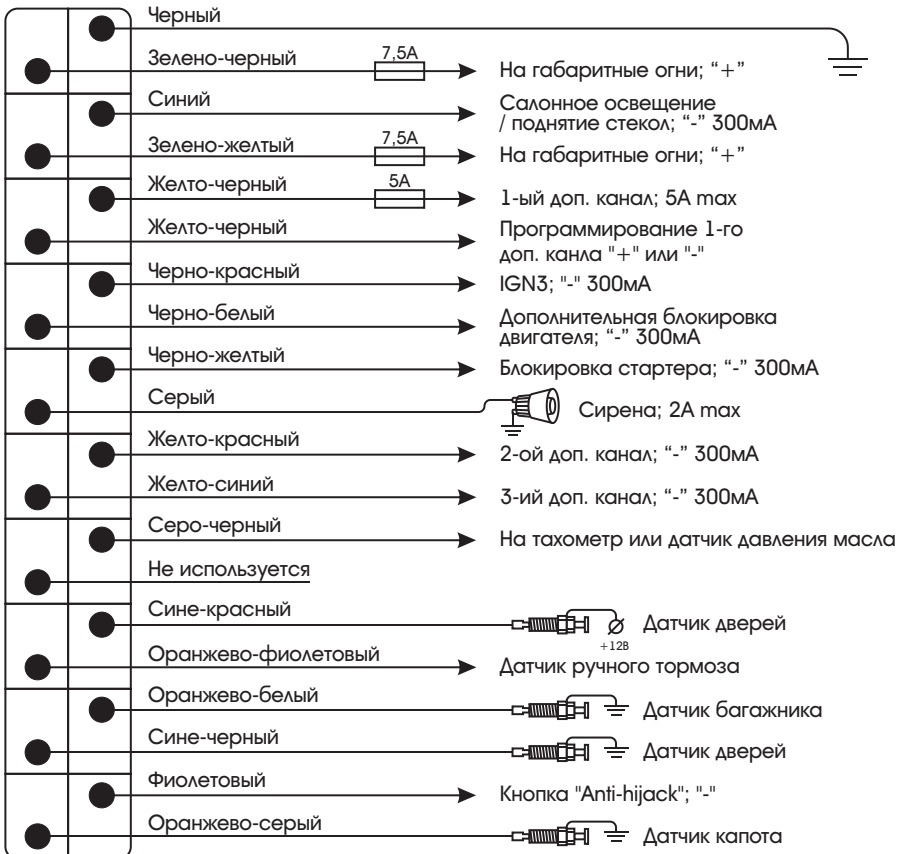 Черный
Зелено-черный
7,5А
На габаритные огни; “+”
Синий
Салонное освещение
/ поднятие стекол; “-” 300мА
Зелено-желтый
7,5А
На габаритные огни; “+”
Желто-черный
5А
1-ый доп. канал; 5А max
Желто-черный
Программирование 1-го
доп. канла "+" или "-"
Черно-красный
IGN3; "-" 300мА
Черно-белый
Дополнительная блокировка
двигателя; “-” 300мА
Черно-желтый
Блокировка стартера; “-” 300мА
Серый
Сирена; 2А max
Желто-красный
2-ой доп. канал; “-” 300мА
Желто-синий
3-ий доп. канал; “-” 300мА
Серо-черный
На тахометр или датчик давления масла
Не используется
Сине-красный
+12В
Датчик дверей
Оранжево-фиолетовый
Датчик ручного тормоза
Оранжево-белый
Датчик багажника
Сине-черный
Датчик дверей
Фиолетовый
Кнопка "Anti-hijack"; "-"
Оранжево-серый
Датчик капота